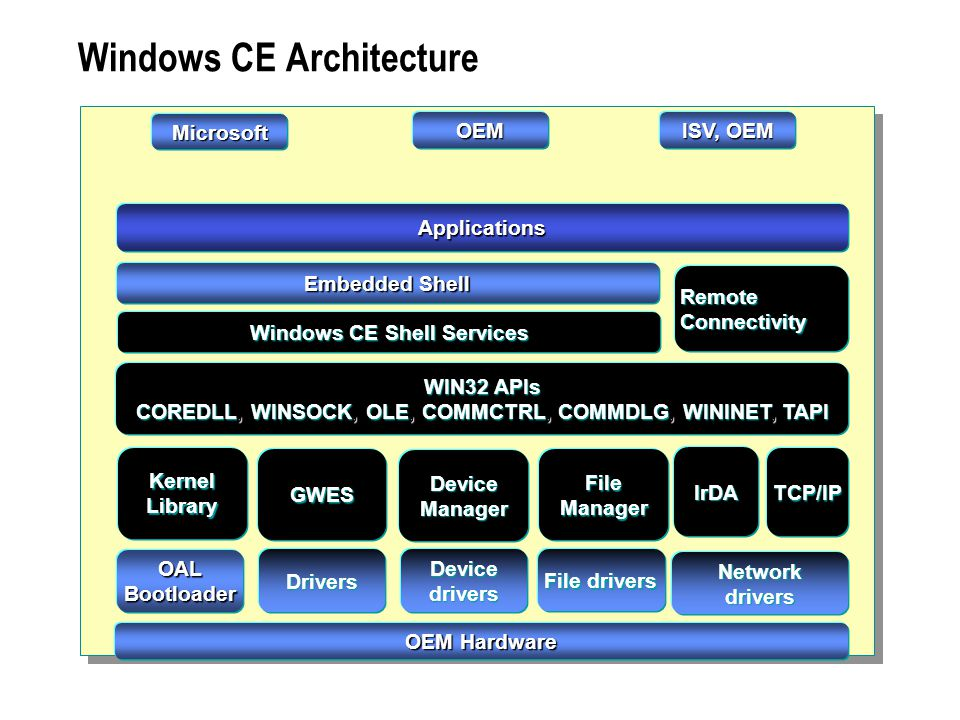 Windows CE Architecture
Microsoft
OEM
ISV, OEM
Applications
Embedded Shell
Remote
Connectivity
Windows CE Shell Services
WIN32 APIs
COREDLL, WINSOCK, OLE, COMMCTRL, COMMDLG, WININET, TAPI
Kernel
Library
GWES
Device
Manager
File
Manager
IrDA
TCP/IP
OAL
Bootloader
Drivers
Device
drivers
File drivers
Network
drivers
OEM Hardware